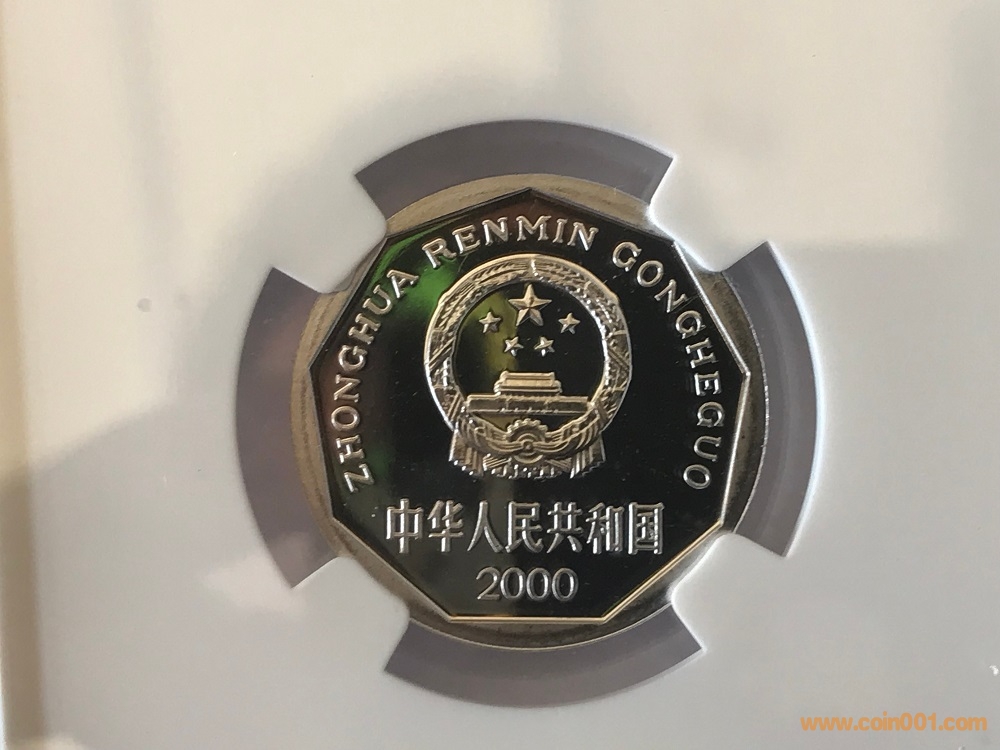 ZHONGHUA RENMIN GONGHEGUO
中华人民共和国
2000
www.coin001.com